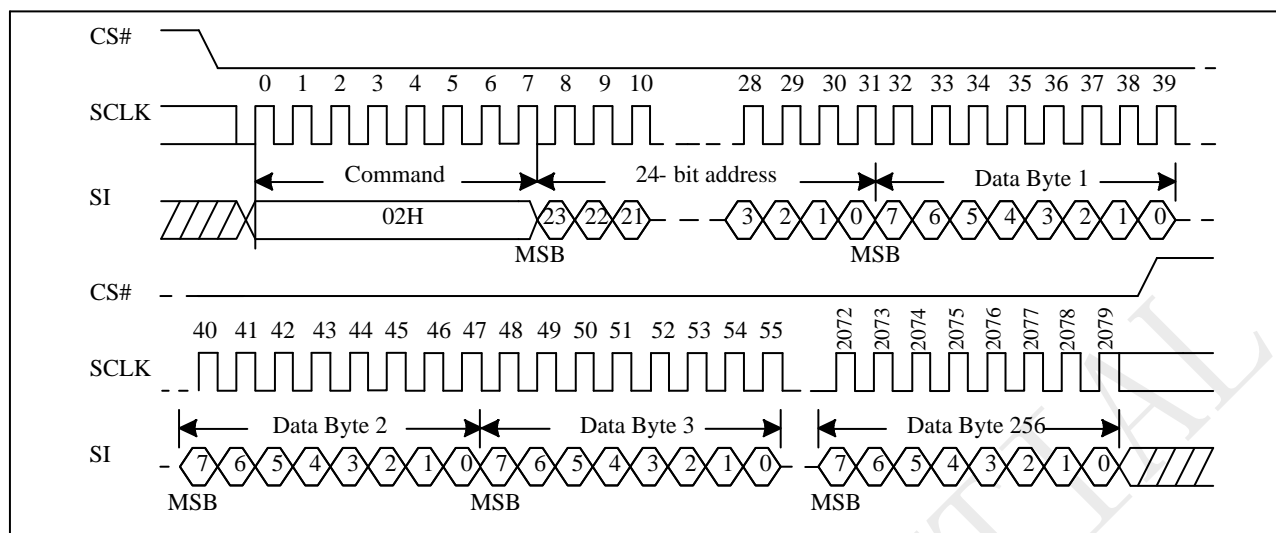 CS#
0 1 2 3 4 5 6 7 8 9 10 28 29 30 31 32 33 34 35 36 37 38 39
SCLK
Command 24- bit address Data Byte 1
SI
02H 23 22 21 3 2 1 0 7 6 5 4 3 2 1 0
MSB MSB
CS#
40 41 42 43 44 45 46 47 48 49 50 51 52 53 54 55 2072 2073 2074 2075 2076 2077 2078 2079
SCLK
Data Byte 2 Data Byte 3 Data Byte 256
SI
7 6 5 4 3 2 1 0 7 6 5 4 3 2 1 0 7 6 5 4 3 2 1 0
MSB MSB MSB